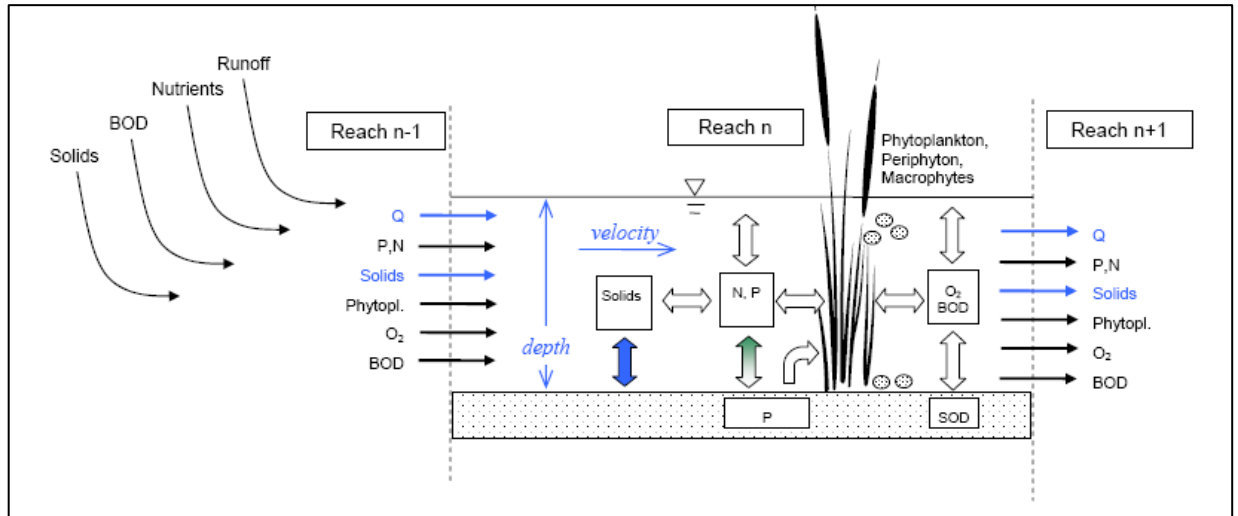 Runoff
Nutrients
BOD
Solids
Reach n-1
Reach n
Reach n+1
Phytoplankton,
Periphyton,
Macrophytes
Q
P,N
Solids
Phytopl.
O₂
BOD
velocity
depth
Solids
N, P
O₂
BOD
P
SOD
Q
P,N
Solids
Phytopl.
O₂
BOD